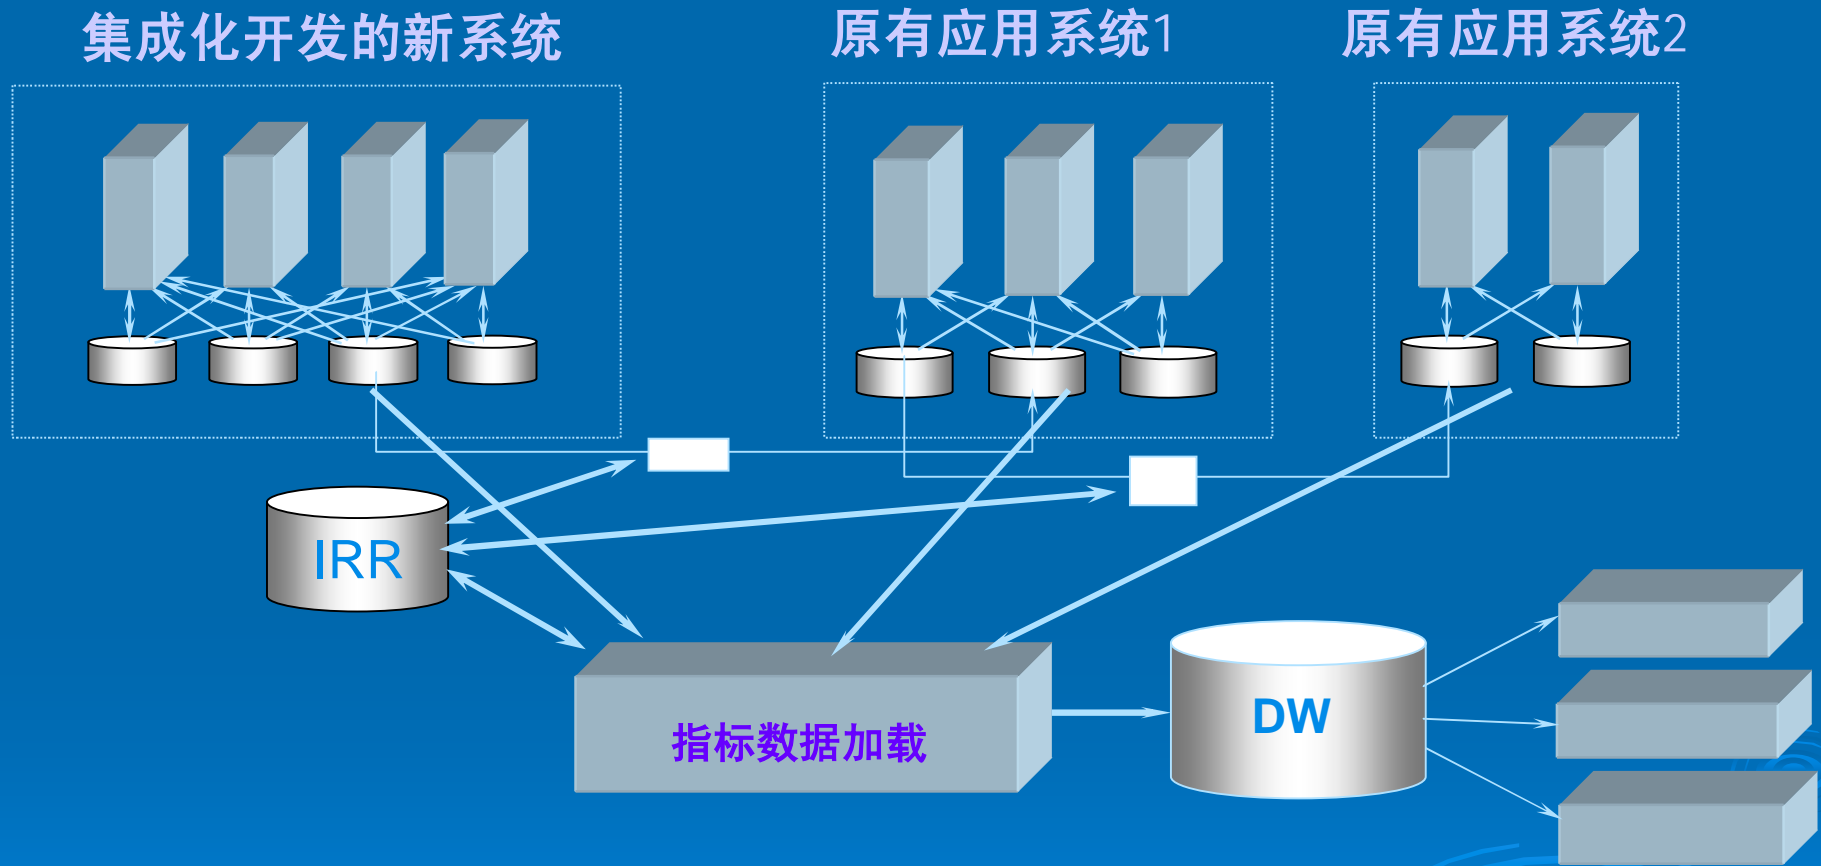 集成化开发的新系统
原有应用系统1
原有应用系统2
IRR
指标数据加载
DW